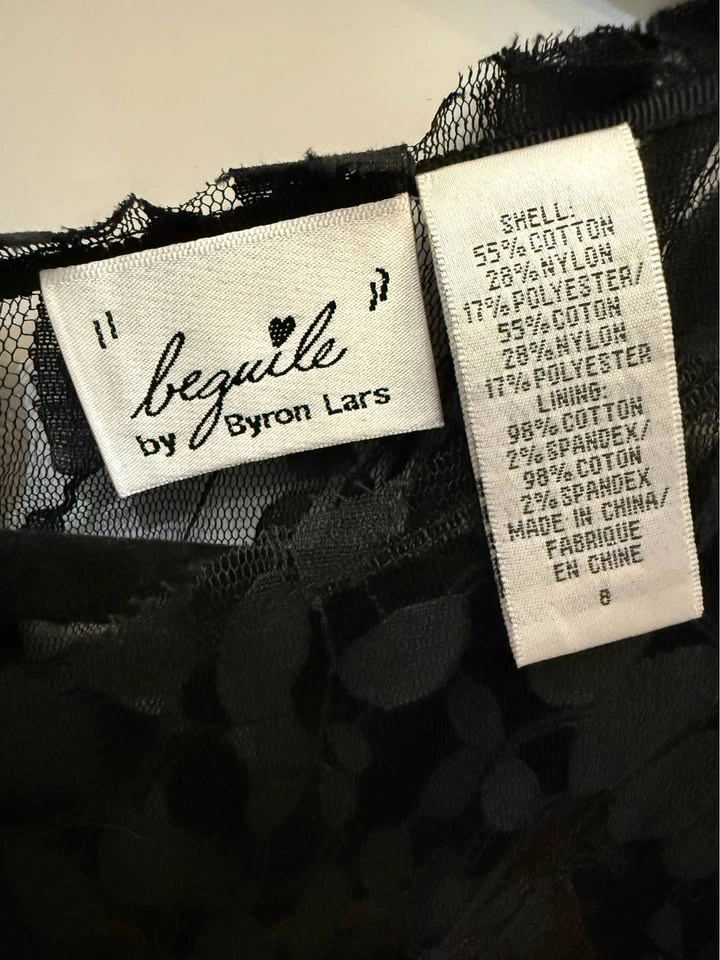 "beguile"
by Byron Lars
SHELL:
55% COTTON
28% NYLON
17% POLYESTER/
55% COTON
28% NYLON
17% POLYESTER
LINING:
98% COTTON
2% SPANDEX/
98% COTON
2% SPANDEX
MADE IN CHINA/
FABRIQUE
EN CHINE
8